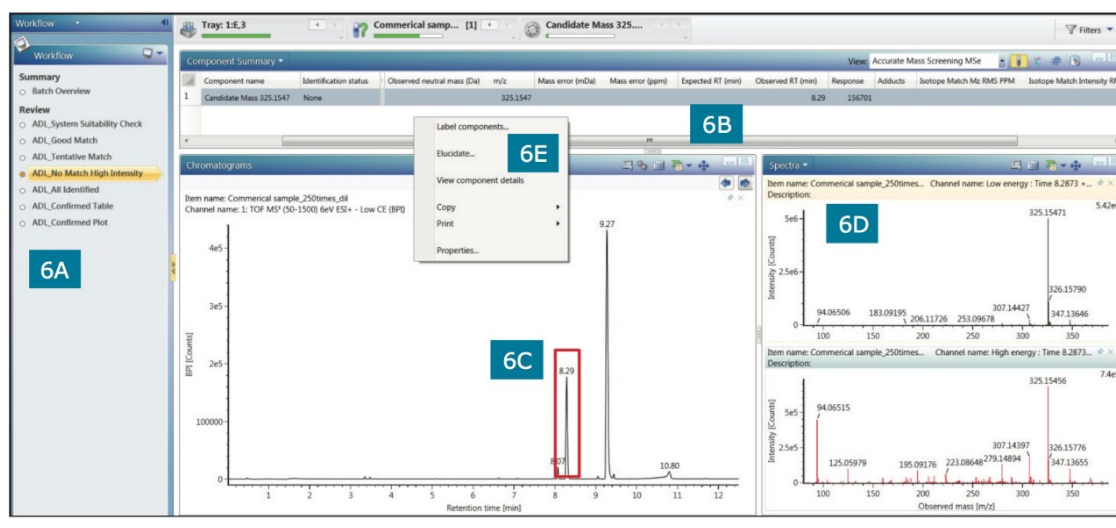 Workflow
Tray: 1:E,3
Commerical samp... [1]
Candidate Mass 325....
Filters
Workflow
Summary
Batch Overview
Review
ADL_System Suitability Check
ADL_Good Match
ADL_Tentative Match
ADL_No Match High Intensity
ADL_All Identified
ADL_Confirmed Table
ADL_Confirmed Plot
6A
Component Summary
View: Accurate Mass Screening MSe
Component name Identification status Observed neutral mass (Da) m/z Mass error (mDa) Mass error (ppm) Expected RT (min) Observed RT (min) Response Adducts Isotope Match Mz RMS PPM Isotope Match Intensity
1 Candidate Mass 325.1547 None 325.1547 8.29 156701
6B
Label components...
Elucidate...
View component details
Copy
Print
Properties...
6E
Chromatograms
Item name: Commerical sample_250times_dil
Channel name: 1: TOF MSᵉ (50-1500) 6eV ESI+ - Low CE (BPI)
BPI [Counts]
4e5
3e5
2e5
100000
0
6C
8.07
8.29
9.27
10.80
1 2 3 4 5 6 7 8 9 10 11 12
Retention time [min]
Spectra
Item name: Commerical sample_250times... Channel name: Low energy : Time 8.2873 +...
Description:
5.42e
6D
Intensity [Counts]
5e6
2.5e6
0
325.15471
326.15790
307.14427
94.06506
183.09195
206.11726
253.09678
347.13646
100 150 200 250 300 350
Item name: Commerical sample_250times... Channel name: High energy : Time 8.2873...
Description:
7.4e
Intensity [Counts]
5e5
2.5e5
0
325.15456
94.06515
307.14397
326.15776
125.05979
195.09176
223.08648
279.14894
347.13655
100 150 200 250 300 350
Observed mass [m/z]